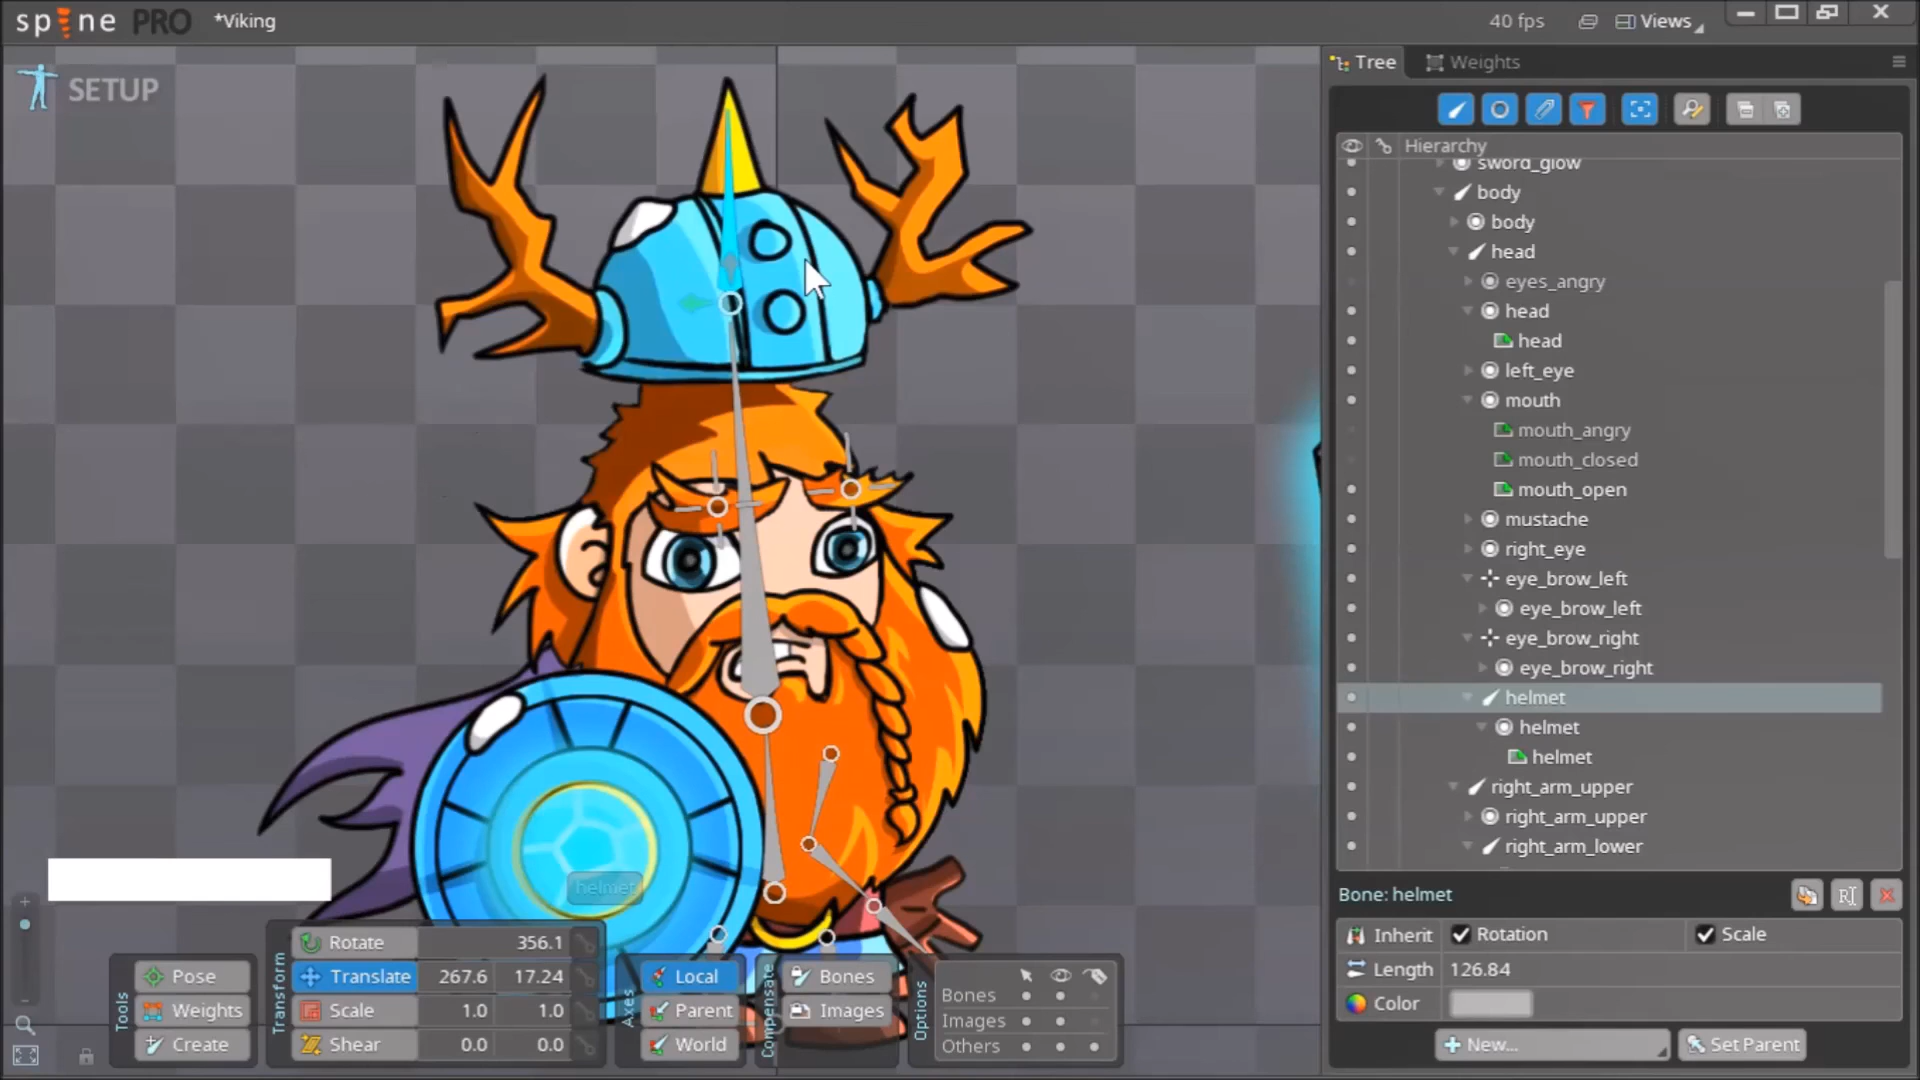 spine PRO *Viking 40 fps Views
SETUP
Tree Weights
Hierarchy
sword_glow
body
body
head
eyes_angry
head
head
left_eye
mouth
mouth_angry
mouth_closed
mouth_open
mustache
right_eye
eye_brow_left
eye_brow_left
eye_brow_right
eye_brow_right
helmet
helmet
helmet
right_arm_upper
right_arm_upper
right_arm_lower
helmet
Tools
Pose
Weights
Create
Transform
Rotate 356.1
Translate 267.6 17.24
Scale 1.0 1.0
Shear 0.0 0.0
Axes
Local
Parent
World
Compensate
Bones
Images
Options
Bones
Images
Others
Bone: helmet
Inherit Rotation Scale
Length 126.84
Color
New... Set Parent